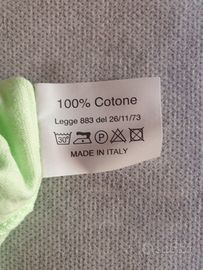 100% Cotone
Legge 883 del 26/11/73
30°
MADE IN ITALY